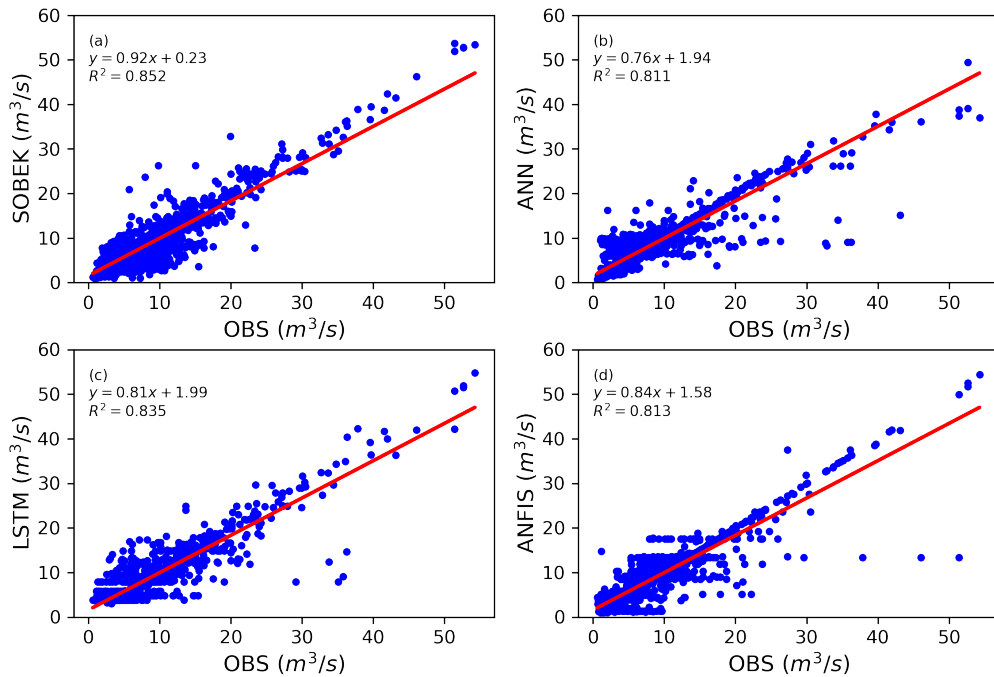 60
50
40
30
20
10
0
SOBEK (m³/s)
(a)
y = 0.92x + 0.23
R² = 0.852
0 10 20 30 40 50
OBS (m³/s)
60
50
40
30
20
10
0
ANN (m³/s)
(b)
y = 0.76x + 1.94
R² = 0.811
0 10 20 30 40 50
OBS (m³/s)
60
50
40
30
20
10
0
LSTM (m³/s)
(c)
y = 0.81x + 1.99
R² = 0.835
0 10 20 30 40 50
OBS (m³/s)
60
50
40
30
20
10
0
ANFIS (m³/s)
(d)
y = 0.84x + 1.58
R² = 0.813
0 10 20 30 40 50
OBS (m³/s)